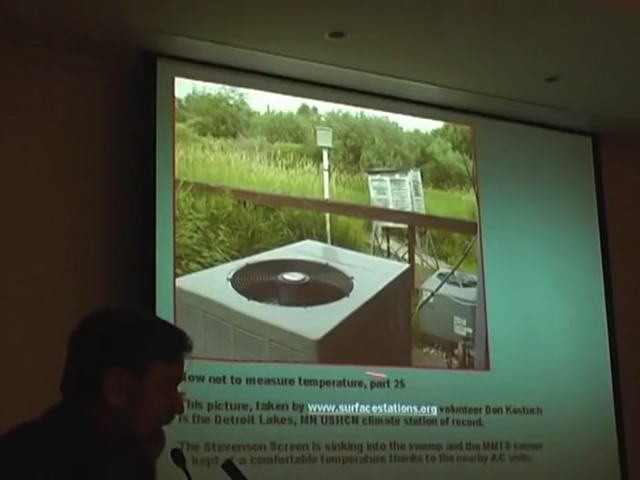 ow not to measure temperature, part 25
This picture, taken by www.surfacestations.org volunteer Don Kostuch
is the Detroit Lakes, MN USHCN climate station of record.
The Stevenson Screen is sinking into the swamp and the MMTS sensor
kept at a comfortable temperature thanks to the nearby A/C units.